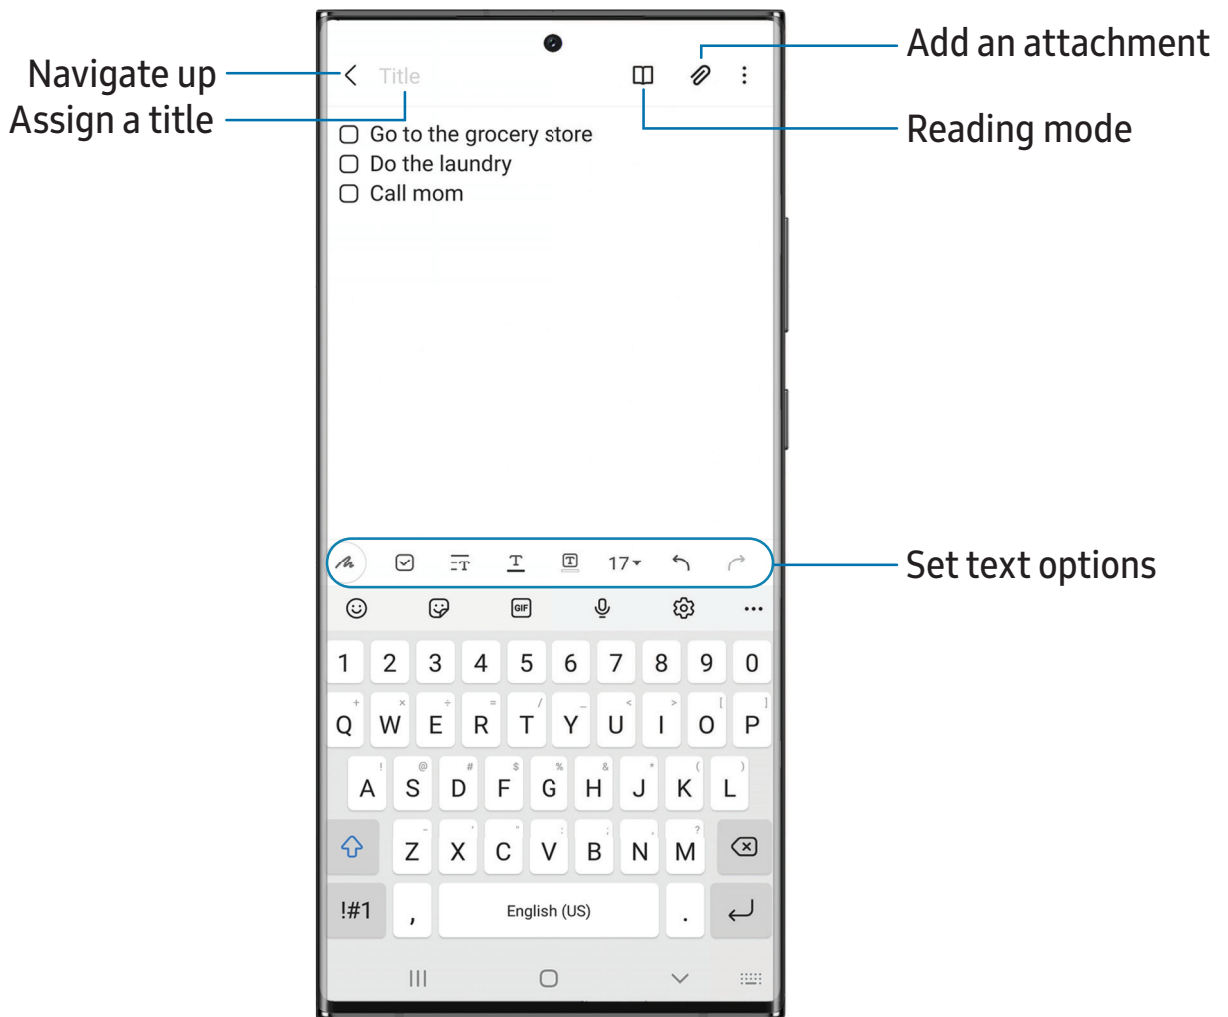 Navigate up
Assign a title
Add an attachment
Reading mode
Title
Go to the grocery store
Do the laundry
Call mom
Set text options
T T T 17
GIF
1 2 3 4 5 6 7 8 9 0
+ × ÷ = / _ < > [ ]
Q W E R T Y U I O P
! @ # $ % & * ( )
A S D F G H J K L
- ' " : ; , ?
Z X C V B N M
!#1 , English (US) .